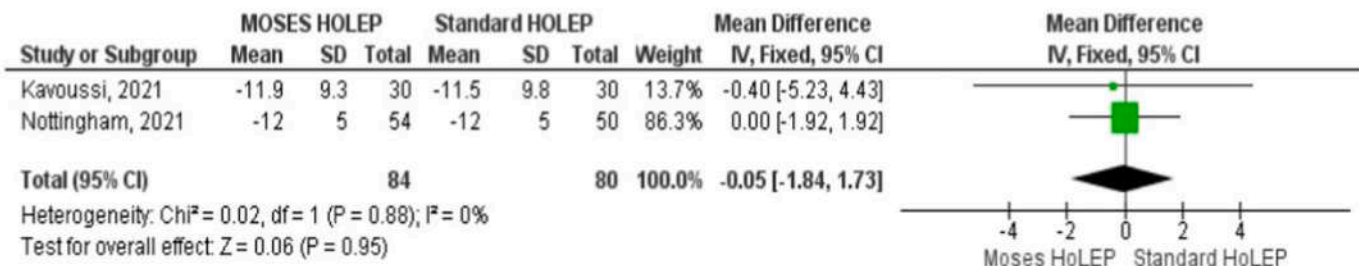 MOSES HOLEP Standard HOLEP Mean Difference Mean Difference
Study or Subgroup Mean SD Total Mean SD Total Weight IV, Fixed, 95% CI IV, Fixed, 95% CI
Kavoussi, 2021 -11.9 9.3 30 -11.5 9.8 30 13.7% -0.40 [-5.23, 4.43]
Nottingham, 2021 -12 5 54 -12 5 50 86.3% 0.00 [-1.92, 1.92]
Total (95% CI) 84 80 100.0% -0.05 [-1.84, 1.73]
Heterogeneity: Chi² = 0.02, df = 1 (P = 0.88); I² = 0%
Test for overall effect: Z = 0.06 (P = 0.95)
-4 -2 0 2 4
Moses HoLEP Standard HoLEP